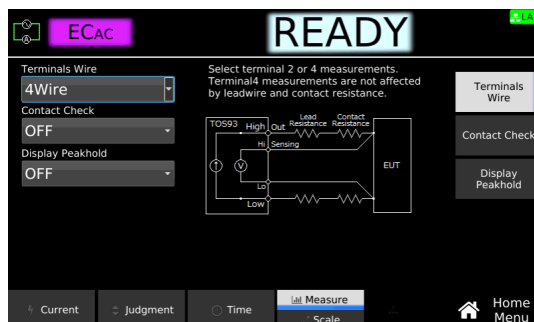 ECAC
READY
LA
Terminals Wire
4Wire
Contact Check
OFF
Display Peakhold
OFF
Select terminal 2 or 4 measurements.
Terminal4 measurements are not affected
by leadwire and contact resistance.
TOS93
High
Out
Lead
Resistance
Contact
Resistance
Hi
Sensing
V
EUT
Lo
Low
Terminals
Wire
Contact Check
Display
Peakhold
Current
Judgment
Time
Measure
Scale
Home
Menu